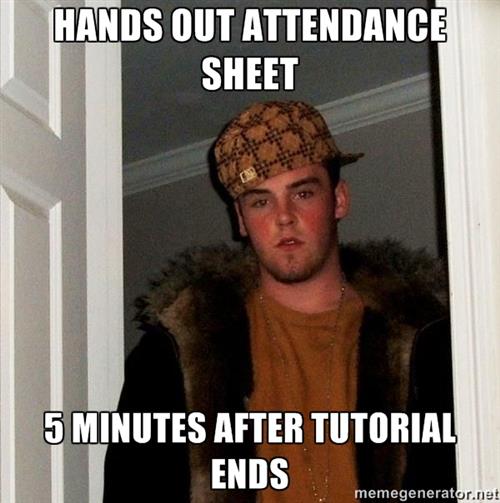 HANDS OUT ATTENDANCE
SHEET
5 MINUTES AFTER TUTORIAL
ENDS
memegenerator.net